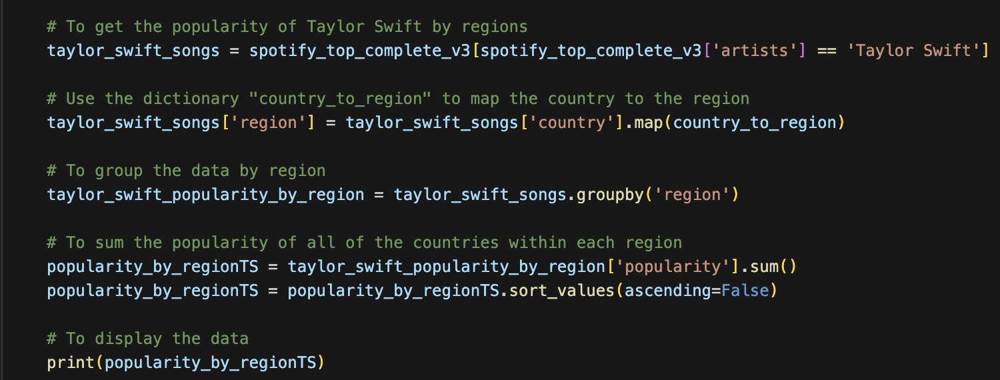 # To get the popularity of Taylor Swift by regions
taylor_swift_songs = spotify_top_complete_v3[spotify_top_complete_v3['artists'] == 'Taylor Swift']
# Use the dictionary "country_to_region" to map the country to the region
taylor_swift_songs['region'] = taylor_swift_songs['country'].map(country_to_region)
# To group the data by region
taylor_swift_popularity_by_region = taylor_swift_songs.groupby('region')
# To sum the popularity of all of the countries within each region
popularity_by_regionTS = taylor_swift_popularity_by_region['popularity'].sum()
popularity_by_regionTS = popularity_by_regionTS.sort_values(ascending=False)
# To display the data
print(popularity_by_regionTS)